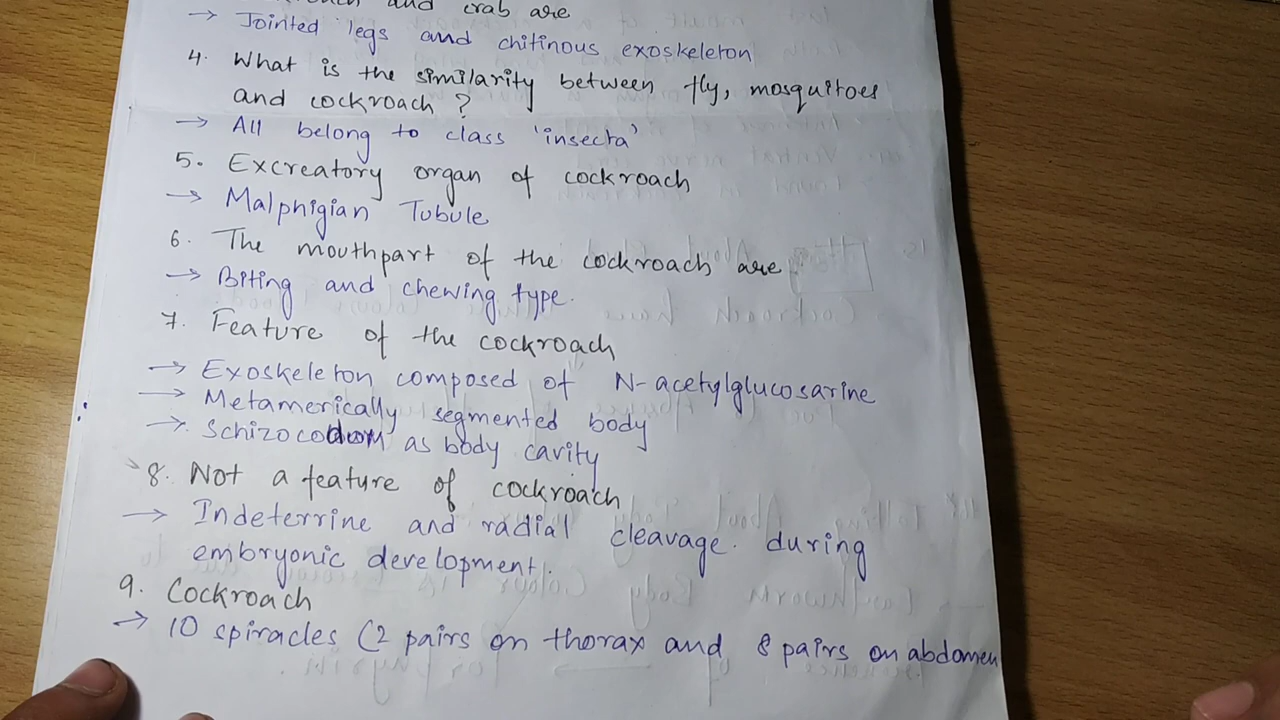 and crab are
→ Jointed legs and chitinous exoskeleton
4. What is the similarity between fly, mosquitoes
and cockroach ?
→ All belong to class 'insecta'
5. Excreatory organ of cockroach
→ Malphigian Tubule
6. The mouthpart of the cockroach are
→ Biting and chewing type.
7. Feature of the cockroach
→ Exoskeleton composed of N-acetylglucosarine
→ Metamerically segmented body
→ as body cavity
8. Not a feature of cockroach
→ Indeterrine and radial cleavage. during
embryonic development.
9. Cockroach
→ 10 spiracles (2 pairs on thorax and 8 pairs on abdomen